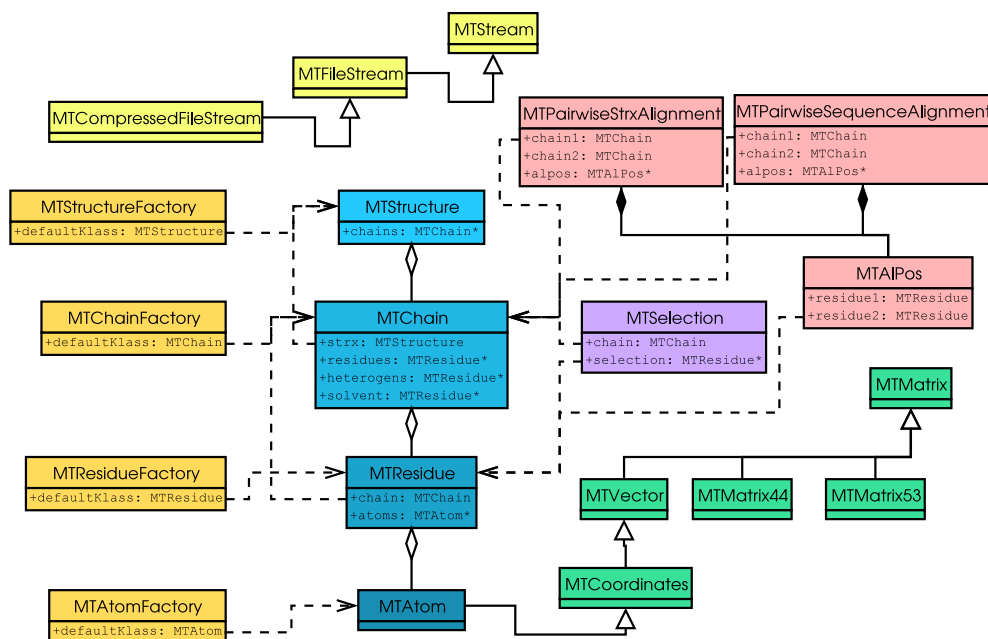 MTStream
MTFileStream
MTCompressedFileStream
MTPairwiseStrxAlignment
+chain1: MTChain
+chain2: MTChain
+alpos: MTAlPos*
MTPairwiseSequenceAlignment
+chain1: MTChain
+chain2: MTChain
+alpos: MTAlPos*
MTStructureFactory
+defaultKlass: MTStructure
MTStructure
+chains: MTChain*
MTAlPos
+residue1: MTResidue
+residue2: MTResidue
MTChainFactory
+defaultKlass: MTChain
MTChain
+strx: MTStructure
+residues: MTResidue*
+heterogens: MTResidue*
+solvent: MTResidue*
MTSelection
+chain: MTChain
+selection: MTResidue*
MTMatrix
MTResidueFactory
+defaultKlass: MTResidue
MTResidue
+chain: MTChain
+atoms: MTAtom*
MTVector
MTMatrix44
MTMatrix53
MTCoordinates
MTAtomFactory
+defaultKlass: MTAtom
MTAtom